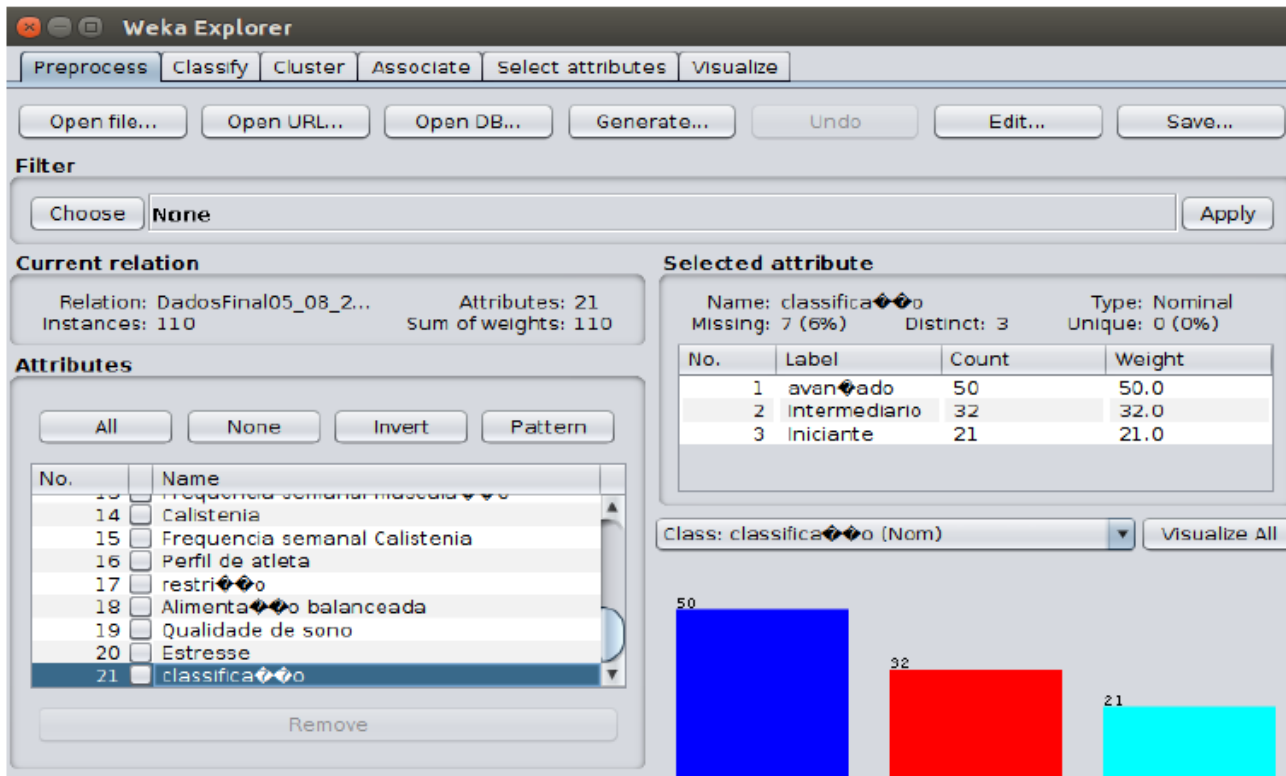 Weka Explorer
Preprocess Classify Cluster Associate Select attributes Visualize
Open file... Open URL... Open DB... Generate... Undo Edit... Save...
Filter
Choose None Apply
Current relation
Relation: DadosFinal05_08_2... Attributes: 21
Instances: 110 Sum of weights: 110
Attributes
All None Invert Pattern
No. Name
13 Frequencia semanal Muscula��o
14 Calistenia
15 Frequencia semanal Calistenia
16 Perfil de atleta
17 restri��o
18 Alimenta��o balanceada
19 Qualidade de sono
20 Estresse
21 classifica��o
Remove
Selected attribute
Name: classifica��o Type: Nominal
Missing: 7 (6%) Distinct: 3 Unique: 0 (0%)
No. Label Count Weight
1 avan�ado 50 50.0
2 Intermediario 32 32.0
3 Iniciante 21 21.0
Class: classifica��o (Nom) Visualize All
50
32
21